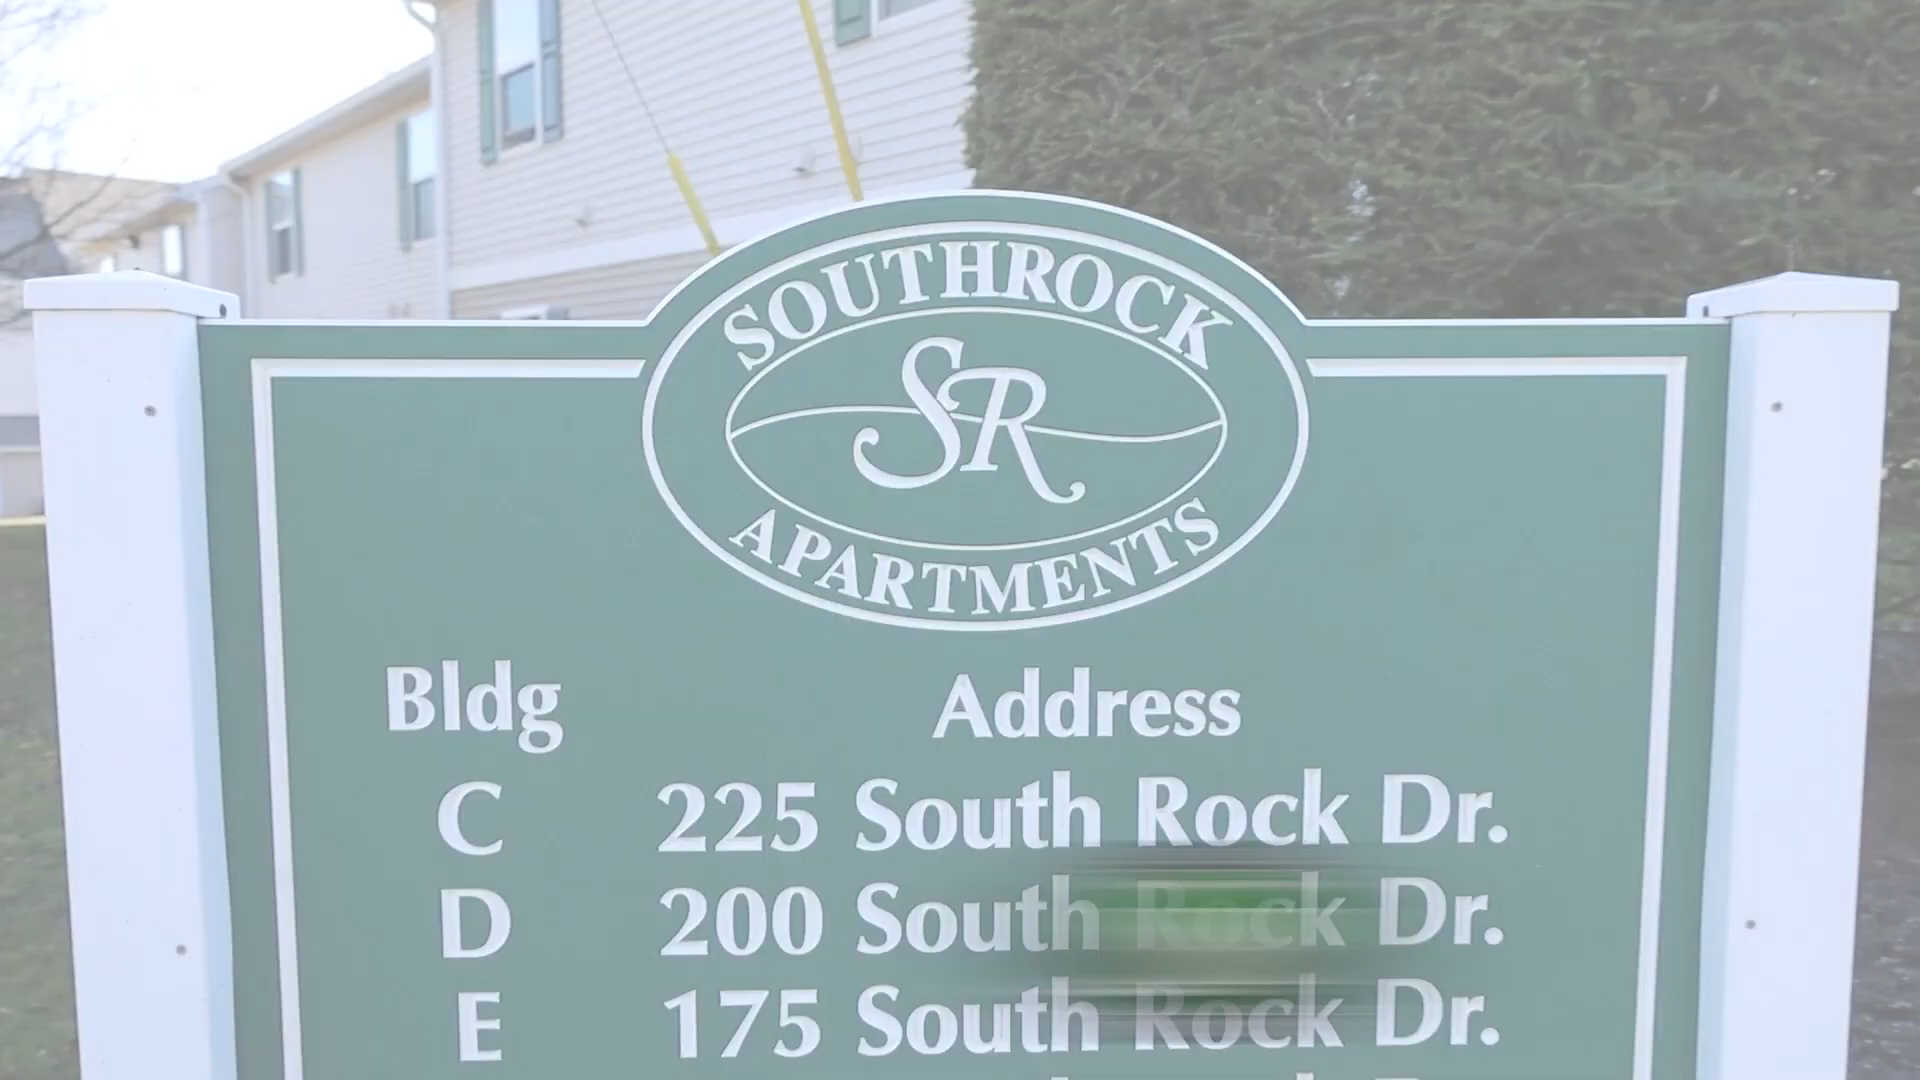 SOUTHROCK
SR
APARTMENTS
Bldg Address
C 225 South Rock Dr.
D 200 South Rock Dr.
E 175 South Rock Dr.